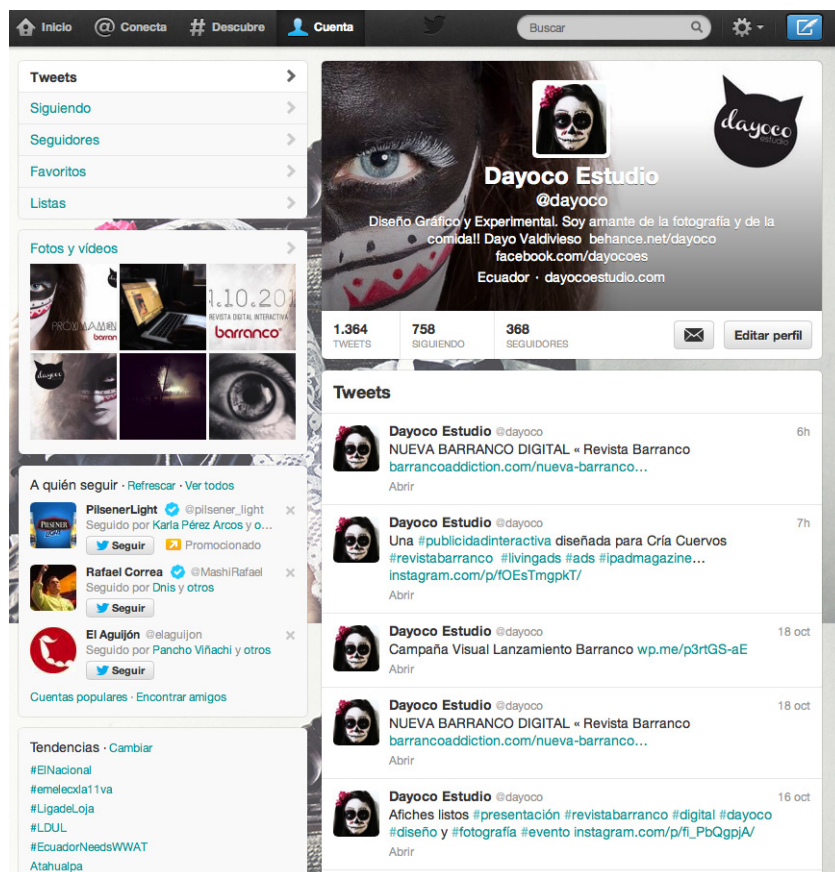 Inicio
Conecta
Descubre
Cuenta
Buscar
Tweets
Siguiendo
Seguidores
Favoritos
Listas
Fotos y vídeos
PRÓXIMAMEN
barran
1.10.201
REVISTA DIGITAL INTERACTIVA
barranco
dayoco
A quién seguir · Refrescar · Ver todos
PilsenerLight @pilsener_light
Seguido por Karla Pérez Arcos y o…
Seguir Promocionado
PILSENER
Rafael Correa @MashiRafael
Seguido por Dnis y otros
Seguir
El Aguijón @elaguijon
Seguido por Pancho Viñachi y otros
Seguir
Cuentas populares · Encontrar amigos
Tendencias · Cambiar
#ElNacional
#emelecxla11va
#LigadeLoja
#LDUL
#EcuadorNeedsWWAT
Atahualpa
dayoco
estudio
Dayoco Estudio
@dayoco
Diseño Gráfico y Experimental. Soy amante de la fotografía y de la
comida!! Dayo Valdivieso behance.net/dayoco
facebook.com/dayocoes
Ecuador · dayocoestudio.com
1.364
TWEETS
758
SIGUIENDO
368
SEGUIDORES
Editar perfil
Tweets
Dayoco Estudio @dayoco 6h
NUEVA BARRANCO DIGITAL « Revista Barranco
barrancoaddiction.com/nueva-barranco…
Abrir
Dayoco Estudio @dayoco 7h
Una #publicidadinteractiva diseñada para Cría Cuervos
#revistabarranco #livingads #ads #ipadmagazine…
instagram.com/p/fOEsTmgpkT/
Abrir
Dayoco Estudio @dayoco 18 oct
Campaña Visual Lanzamiento Barranco wp.me/p3rtGS-aE
Abrir
Dayoco Estudio @dayoco 18 oct
NUEVA BARRANCO DIGITAL « Revista Barranco
barrancoaddiction.com/nueva-barranco…
Abrir
Dayoco Estudio @dayoco 16 oct
Afiches listos #presentación #revistabarranco #digital #dayoco
#diseño y #fotografía #evento instagram.com/p/fi_PbQgpjA/
Abrir